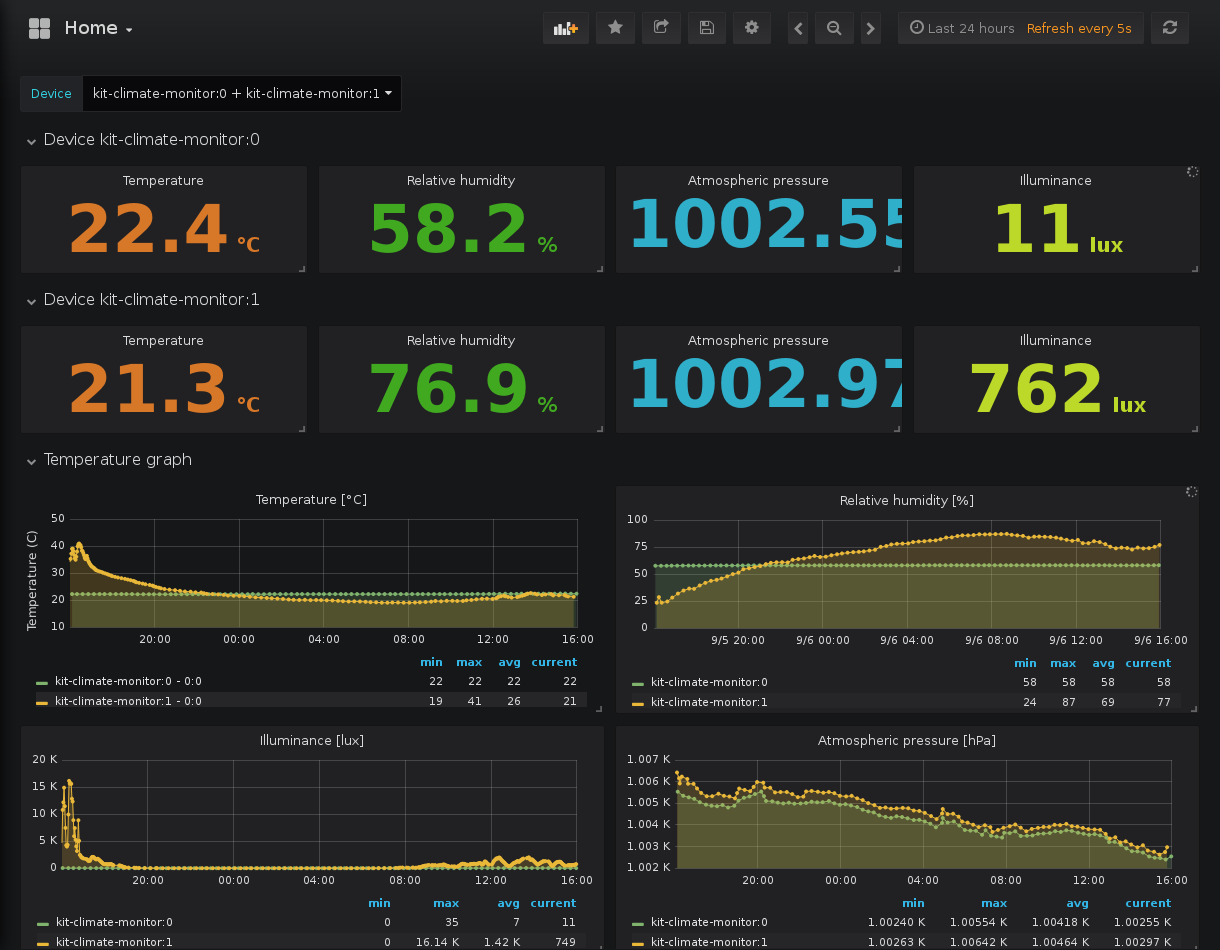 Home
Last 24 hours Refresh every 5s
Device kit-climate-monitor:0 + kit-climate-monitor:1
Device kit-climate-monitor:0
Temperature Relative humidity Atmospheric pressure Illuminance
22.4 °C 58.2 % 1002.55 11 lux
Device kit-climate-monitor:1
Temperature Relative humidity Atmospheric pressure Illuminance
21.3 °C 76.9 % 1002.97 762 lux
Temperature graph
Temperature [°C]
Temperature (C)
50
40
30
20
10
20:00 00:00 04:00 08:00 12:00 16:00
min max avg current
kit-climate-monitor:0 - 0:0 22 22 22 22
kit-climate-monitor:1 - 0:0 19 41 26 21
Relative humidity [%]
100
75
50
25
0
9/5 20:00 9/6 00:00 9/6 04:00 9/6 08:00 9/6 12:00 9/6 16:00
min max avg current
kit-climate-monitor:0 58 58 58 58
kit-climate-monitor:1 24 87 69 77
Illuminance [lux]
20 K
15 K
10 K
5 K
0
20:00 00:00 04:00 08:00 12:00 16:00
min max avg current
kit-climate-monitor:0 0 35 7 11
kit-climate-monitor:1 0 16.14 K 1.42 K 749
Atmospheric pressure [hPa]
1.007 K
1.006 K
1.005 K
1.004 K
1.003 K
1.002 K
20:00 00:00 04:00 08:00 12:00 16:00
min max avg current
kit-climate-monitor:0 1.00240 K 1.00554 K 1.00418 K 1.00255 K
kit-climate-monitor:1 1.00263 K 1.00642 K 1.00464 K 1.00297 K